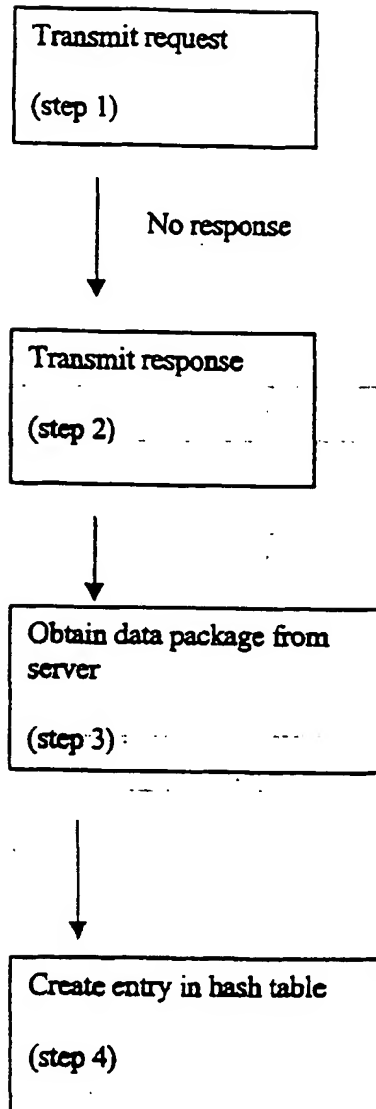 Transmit request
(step 1)
No response
Transmit response
(step 2)
Obtain data package from
server
(step 3)
Create entry in hash table
(step 4)